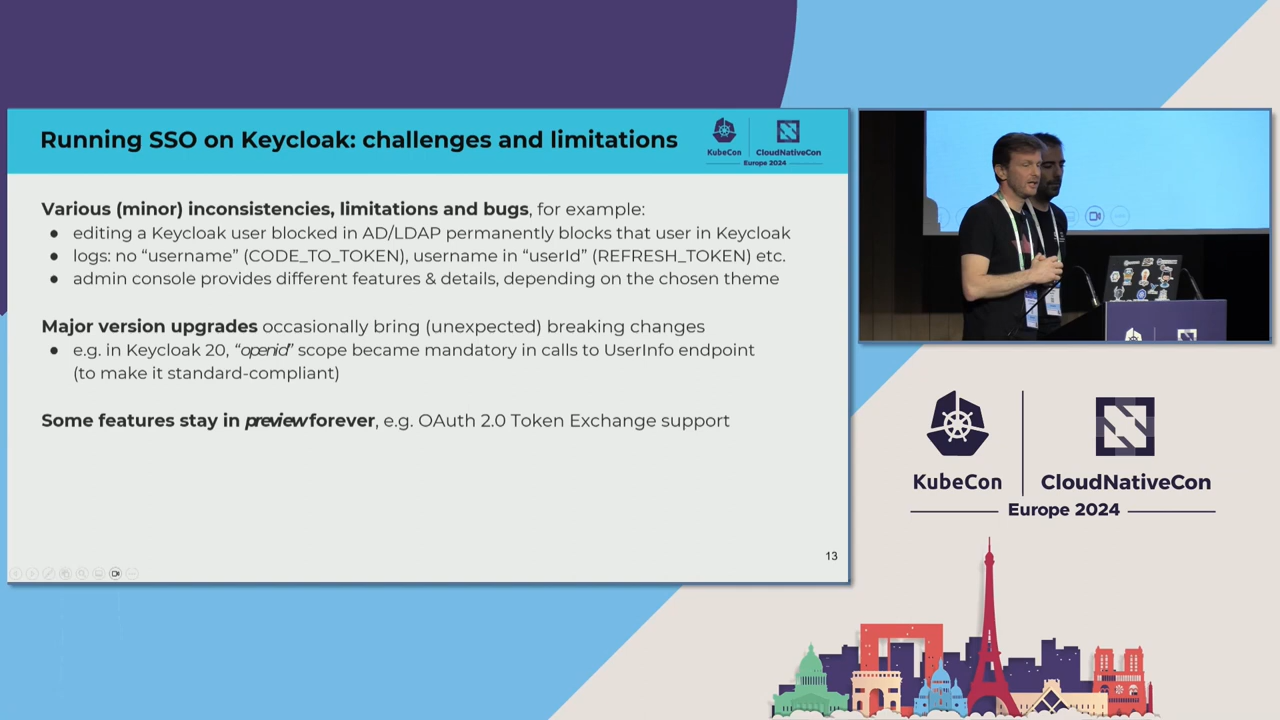 Running SSO on Keycloak: challenges and limitations
KubeCon
CloudNativeCon
Europe 2024
Various (minor) inconsistencies, limitations and bugs, for example:
● editing a Keycloak user blocked in AD/LDAP permanently blocks that user in Keycloak
● logs: no “username” (CODE_TO_TOKEN), username in “userId” (REFRESH_TOKEN) etc.
● admin console provides different features & details, depending on the chosen theme
Major version upgrades occasionally bring (unexpected) breaking changes
● e.g. in Keycloak 20, “openid” scope became mandatory in calls to UserInfo endpoint
(to make it standard-compliant)
Some features stay in preview forever, e.g. OAuth 2.0 Token Exchange support
13
KubeCon
CloudNativeCon
Europe 2024